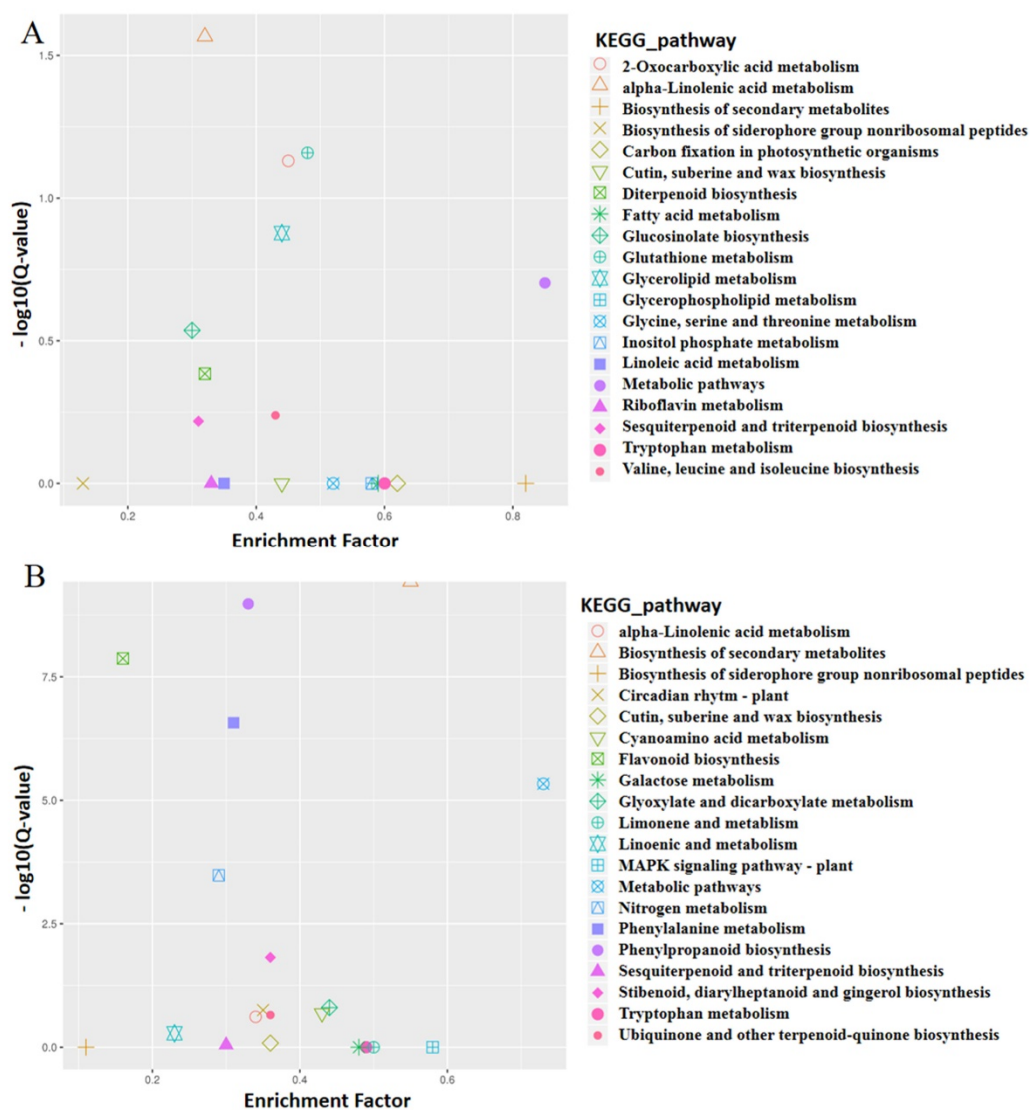 A
KEGG_pathway
2-Oxocarboxylic acid metabolism
alpha-Linolenic acid metabolism
Biosynthesis of secondary metabolites
Biosynthesis of siderophore group nonribosomal peptides
Carbon fixation in photosynthetic organisms
Cutin, suberine and wax biosynthesis
Diterpenoid biosynthesis
Fatty acid metabolism
Glucosinolate biosynthesis
Glutathione metabolism
Glycerolipid metabolism
Glycerophospholipid metabolism
Glycine, serine and threonine metabolism
Inositol phosphate metabolism
Linoleic acid metabolism
Metabolic pathways
Riboflavin metabolism
Sesquiterpenoid and triterpenoid biosynthesis
Tryptophan metabolism
Valine, leucine and isoleucine biosynthesis
- log10(Q-value)
1.5
1.0
0.5
0.0
0.2 0.4 0.6 0.8
Enrichment Factor
B
KEGG_pathway
alpha-Linolenic acid metabolism
Biosynthesis of secondary metabolites
Biosynthesis of siderophore group nonribosomal peptides
Circadian rhytm - plant
Cutin, suberine and wax biosynthesis
Cyanoamino acid metabolism
Flavonoid biosynthesis
Galactose metabolism
Glyoxylate and dicarboxylate metabolism
Limonene and metablism
Linoenic and metabolism
MAPK signaling pathway - plant
Metabolic pathways
Nitrogen metabolism
Phenylalanine metabolism
Phenylpropanoid biosynthesis
Sesquiterpenoid and triterpenoid biosynthesis
Stibenoid, diarylheptanoid and gingerol biosynthesis
Tryptophan metabolism
Ubiquinone and other terpenoid-quinone biosynthesis
- log10(Q-value)
7.5
5.0
2.5
0.0
0.2 0.4 0.6
Enrichment Factor